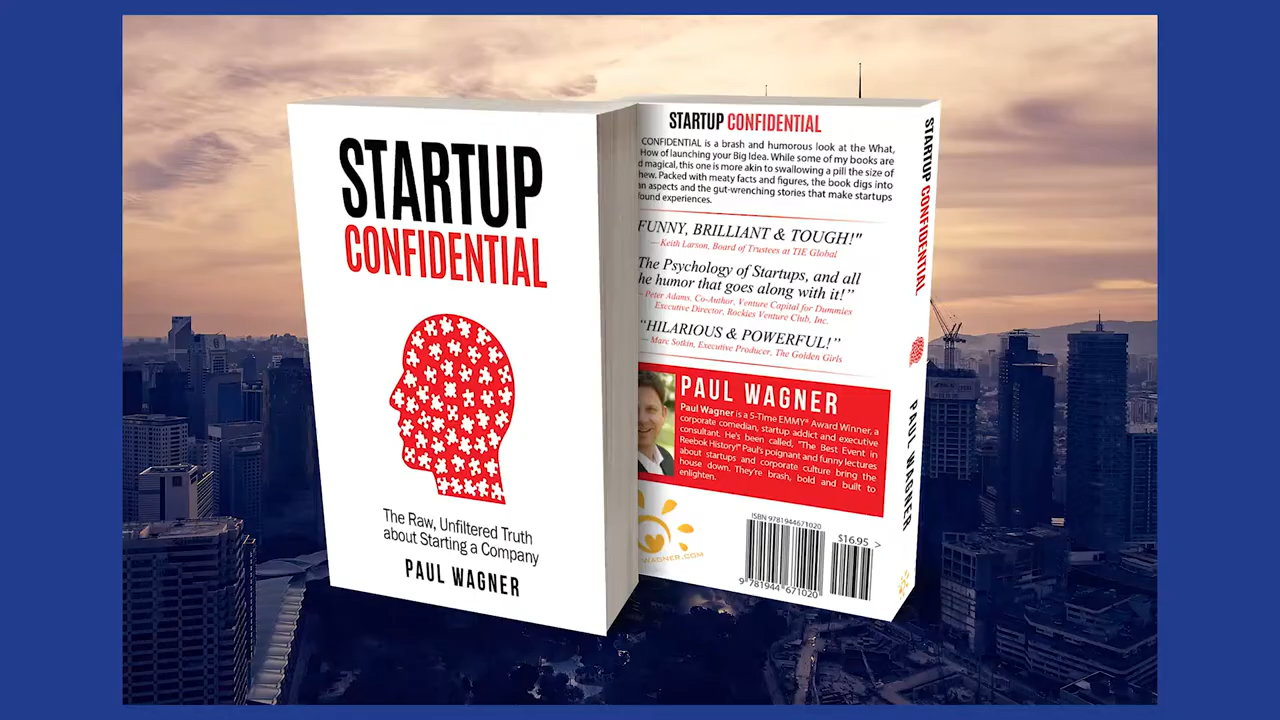 STARTUP
CONFIDENTIAL
The Raw, Unfiltered Truth
about Starting a Company
PAUL WAGNER
STARTUP CONFIDENTIAL
CONFIDENTIAL is a brash and humorous look at the What,
How of launching your Big Idea. While some of my books are
magical, this one is more akin to swallowing a pill the size of
Packed with meaty facts and figures, the book digs into
aspects and the gut-wrenching stories that make startups
experiences.
FUNNY, BRILLIANT & TOUGH!"
—Keith Larson, Board of Trustees at TIE Global
The Psychology of Startups, and all
the humor that goes along with it!"
– Peter Adams, Co-Author, Venture Capital for Dummies
Executive Director, Rockies Venture Club, Inc.
"HILARIOUS & POWERFUL!"
— Marc Sotkin, Executive Producer, The Golden Girls
PAUL WAGNER
Paul Wagner is a 5-Time EMMY® Award Winner, a
corporate comedian, startup addict and executive
consultant. He's been called, "The Best Event in
Reebok History!" Paul's poignant and funny lectures
about startups and corporate culture bring the
house down. They're brash, bold and built to
enlighten.
WAGNER.COM
ISBN 9781944671020
$16.95 >
9 781944 671020
STARTUP CONFIDENTIAL
PAUL WAGNER